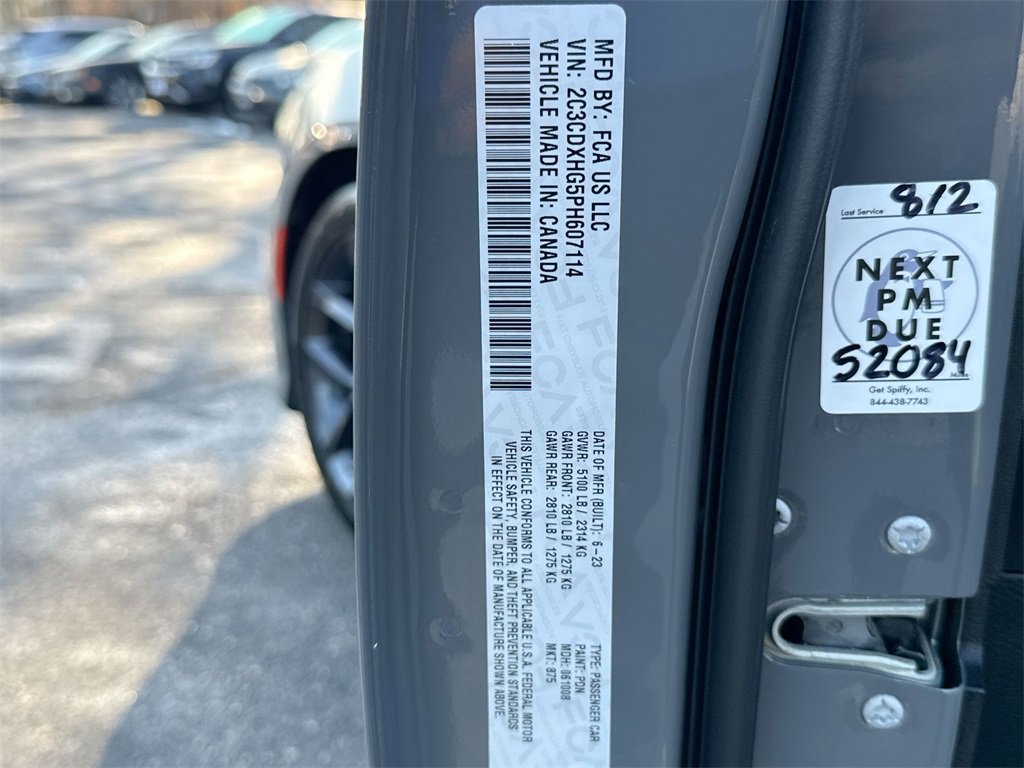 MFD BY: FCA US LLC
VIN: 2C3CDXHG5PH607114
VEHICLE MADE IN: CANADA
DATE OF MFR (BUILT): 6-23
GVWR: 5100 LB / 2314 KG
GAWR FRONT: 2810 LB / 1275 KG
GAWR REAR: 2810 LB / 1275 KG
THIS VEHICLE CONFORMS TO ALL APPLICABLE U.S.A. FEDERAL MOTOR
VEHICLE SAFETY, BUMPER, AND THEFT PREVENTION STANDARDS
IN EFFECT ON THE DATE OF MANUFACTURE SHOWN ABOVE.
TYPE: PASSENGER CAR
PAINT: PDN
MDH: 061008
MKT: 875
Last Service 8/2
NEXT
PM
DUE
52084 Miles
Get Spiffy, Inc.
844-438-7743